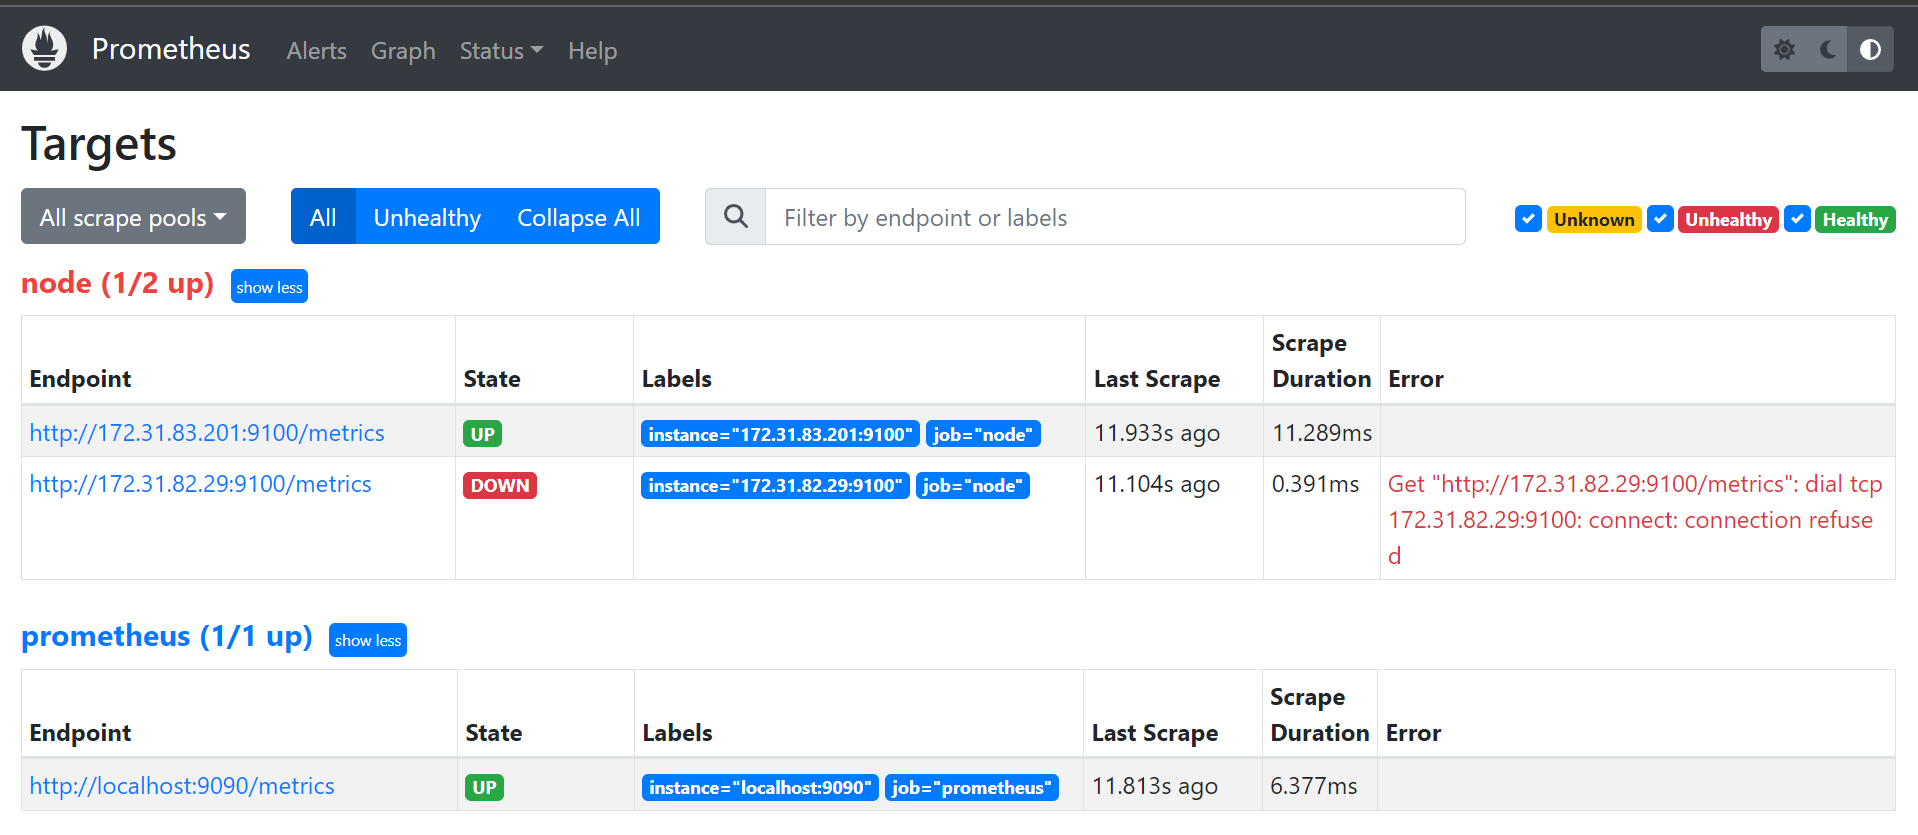 Prometheus Alerts Graph Status Help
Targets
All scrape pools All Unhealthy Collapse All Filter by endpoint or labels Unknown Unhealthy Healthy
node (1/2 up) show less
Endpoint State Labels Last Scrape Scrape Duration Error
http://172.31.83.201:9100/metrics UP instance="172.31.83.201:9100" job="node" 11.933s ago 11.289ms
http://172.31.82.29:9100/metrics DOWN instance="172.31.82.29:9100" job="node" 11.104s ago 0.391ms Get "http://172.31.82.29:9100/metrics": dial tcp
172.31.82.29:9100: connect: connection refuse
d
prometheus (1/1 up) show less
Endpoint State Labels Last Scrape Scrape Duration Error
http://localhost:9090/metrics UP instance="localhost:9090" job="prometheus" 11.813s ago 6.377ms